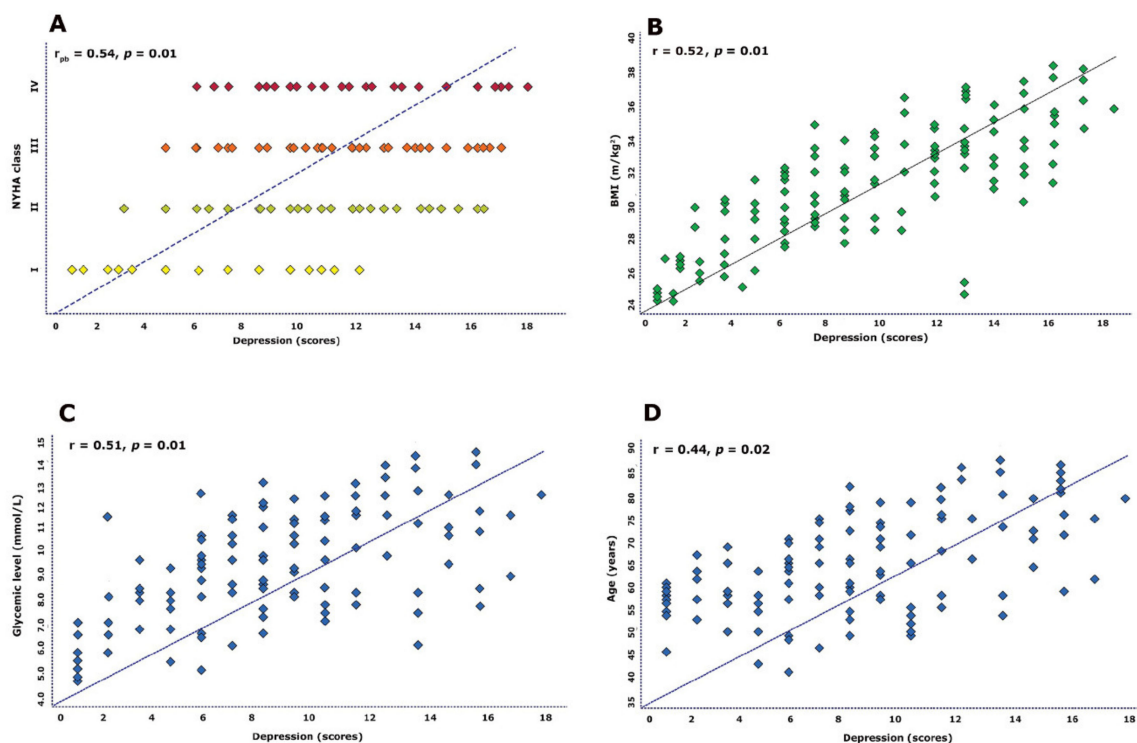 A
r_pb = 0.54, p = 0.01
NYHA class
IV
III
II
I
0 2 4 6 8 10 12 14 16 18
Depression (scores)
B
r = 0.52, p = 0.01
BMI (m/kg²)
40
38
36
34
32
30
28
26
24
0 2 4 6 8 10 12 14 16 18
Depression (scores)
C
r = 0.51, p = 0.01
Glycemic level (mmol/L)
15
14
13
12
11
10
9.0
8.0
7.0
6.0
5.0
4.0
0 2 4 6 8 10 12 14 16 18
Depression (scores)
D
r = 0.44, p = 0.02
Age (years)
90
85
80
75
70
65
60
55
50
45
40
35
0 2 4 6 8 10 12 14 16 18
Depression (scores)